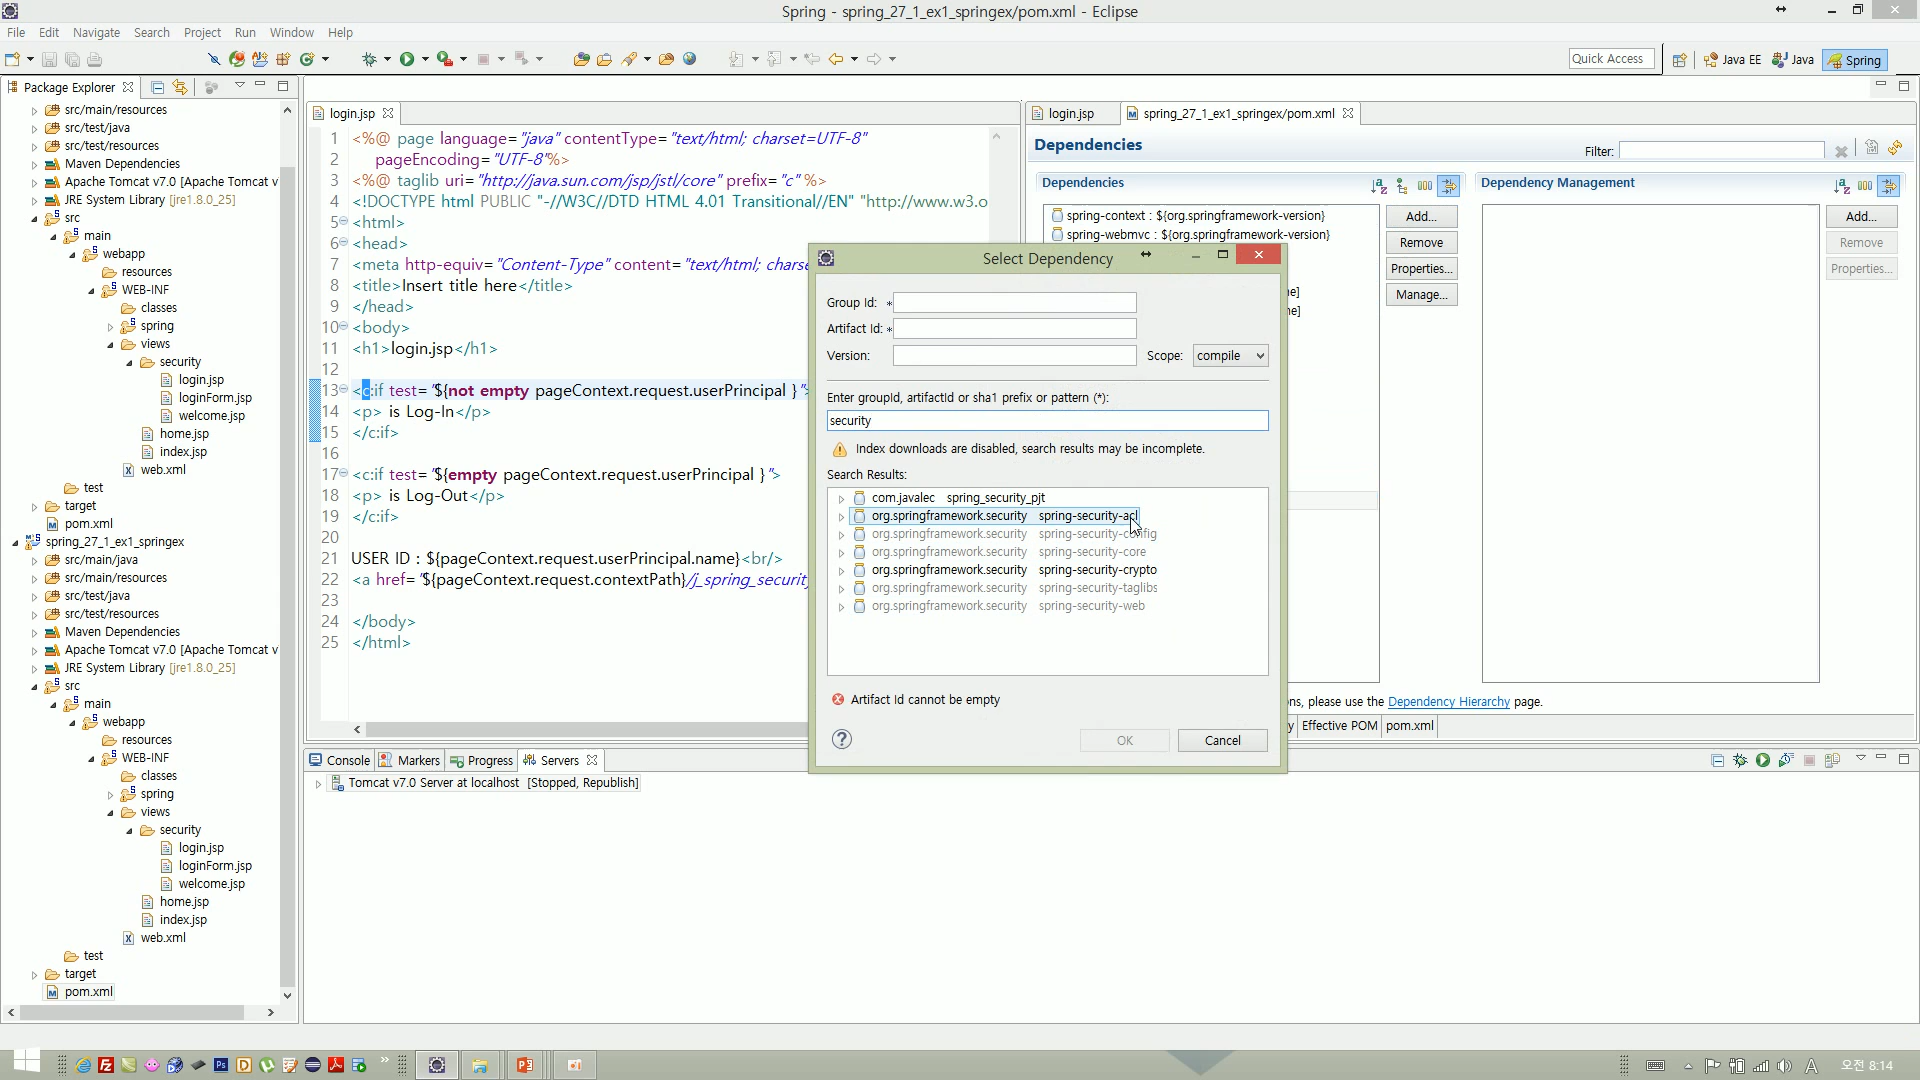 Spring - spring_27_1_ex1_springex/pom.xml - Eclipse
File Edit Navigate Search Project Run Window Help
Quick Access
Java EE
Java
Spring
Package Explorer
src/main/resources
src/test/java
src/test/resources
Maven Dependencies
Apache Tomcat v7.0 [Apache Tomcat v
JRE System Library [jre1.8.0_25]
src
main
webapp
resources
WEB-INF
classes
spring
views
security
login.jsp
loginForm.jsp
welcome.jsp
home.jsp
index.jsp
web.xml
test
target
pom.xml
spring_27_1_ex1_springex
src/main/java
src/main/resources
src/test/java
src/test/resources
Maven Dependencies
Apache Tomcat v7.0 [Apache Tomcat v
JRE System Library [jre1.8.0_25]
src
main
webapp
resources
WEB-INF
classes
spring
views
security
login.jsp
loginForm.jsp
welcome.jsp
home.jsp
index.jsp
web.xml
test
target
pom.xml
login.jsp
1 <%@ page language="java" contentType="text/html; charset=UTF-8"
2 pageEncoding="UTF-8"%>
3 <%@ taglib uri="http://java.sun.com/jsp/jstl/core" prefix="c" %>
4 <!DOCTYPE html PUBLIC "-//W3C//DTD HTML 4.01 Transitional//EN" "http://www.w3.o
5 <html>
6 <head>
7 <meta http-equiv="Content-Type" content="text/html; charse
8 <title>Insert title here</title>
9 </head>
10 <body>
11 <h1>login.jsp</h1>
12
13 <c:if test="${not empty pageContext.request.userPrincipal }">
14 <p> is Log-In</p>
15 </c:if>
16
17 <c:if test="${empty pageContext.request.userPrincipal }">
18 <p> is Log-Out</p>
19 </c:if>
20
21 USER ID : ${pageContext.request.userPrincipal.name}<br/>
22 <a href="${pageContext.request.contextPath}/j_spring_security
23
24 </body>
25 </html>
login.jsp
spring_27_1_ex1_springex/pom.xml
Dependencies
Filter:
Dependencies
spring-context : ${org.springframework-version}
spring-webmvc : ${org.springframework-version}
ne]
ne]
Add...
Remove
Properties...
Manage...
Dependency Management
Add...
Remove
Properties...
ns, please use the Dependency Hierarchy page.
y Effective POM pom.xml
Select Dependency
Group Id: *
Artifact Id: *
Version:
Scope: compile
Enter groupId, artifactId or sha1 prefix or pattern (*):
security
Index downloads are disabled, search results may be incomplete.
Search Results:
com.javalec spring_security_pjt
org.springframework.security spring-security-acl
org.springframework.security spring-security-config
org.springframework.security spring-security-core
org.springframework.security spring-security-crypto
org.springframework.security spring-security-taglibs
org.springframework.security spring-security-web
Artifact Id cannot be empty
OK
Cancel
Console Markers Progress Servers
Tomcat v7.0 Server at localhost [Stopped, Republish]
A
오전 8:14